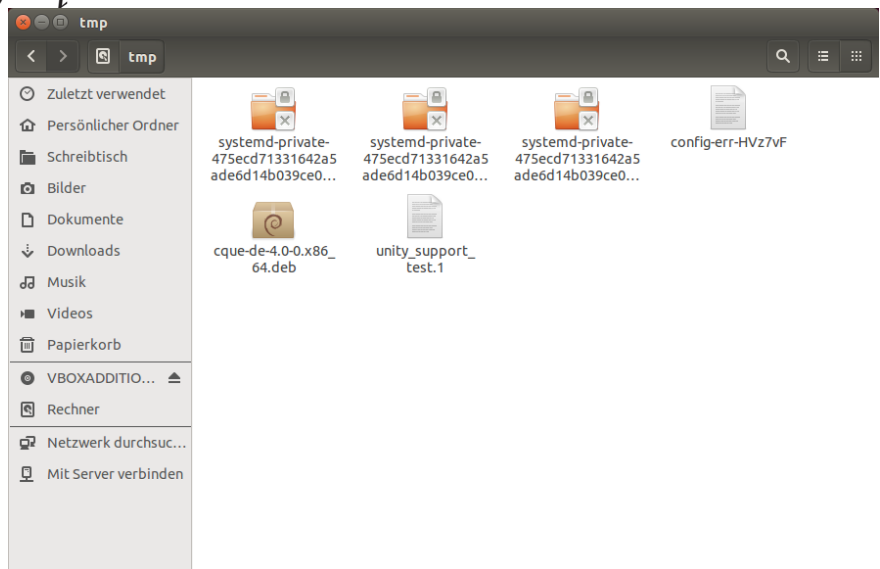 tmp
tmp
Zuletzt verwendet
Persönlicher Ordner
Schreibtisch
Bilder
Dokumente
Downloads
Musik
Videos
Papierkorb
VBOXADDITIO...
Rechner
Netzwerk durchsuc...
Mit Server verbinden
systemd-private-
475ecd71331642a5
ade6d14b039ce0...
systemd-private-
475ecd71331642a5
ade6d14b039ce0...
systemd-private-
475ecd71331642a5
ade6d14b039ce0...
config-err-HVz7vF
cque-de-4.0-0.x86_
64.deb
unity_support_
test.1